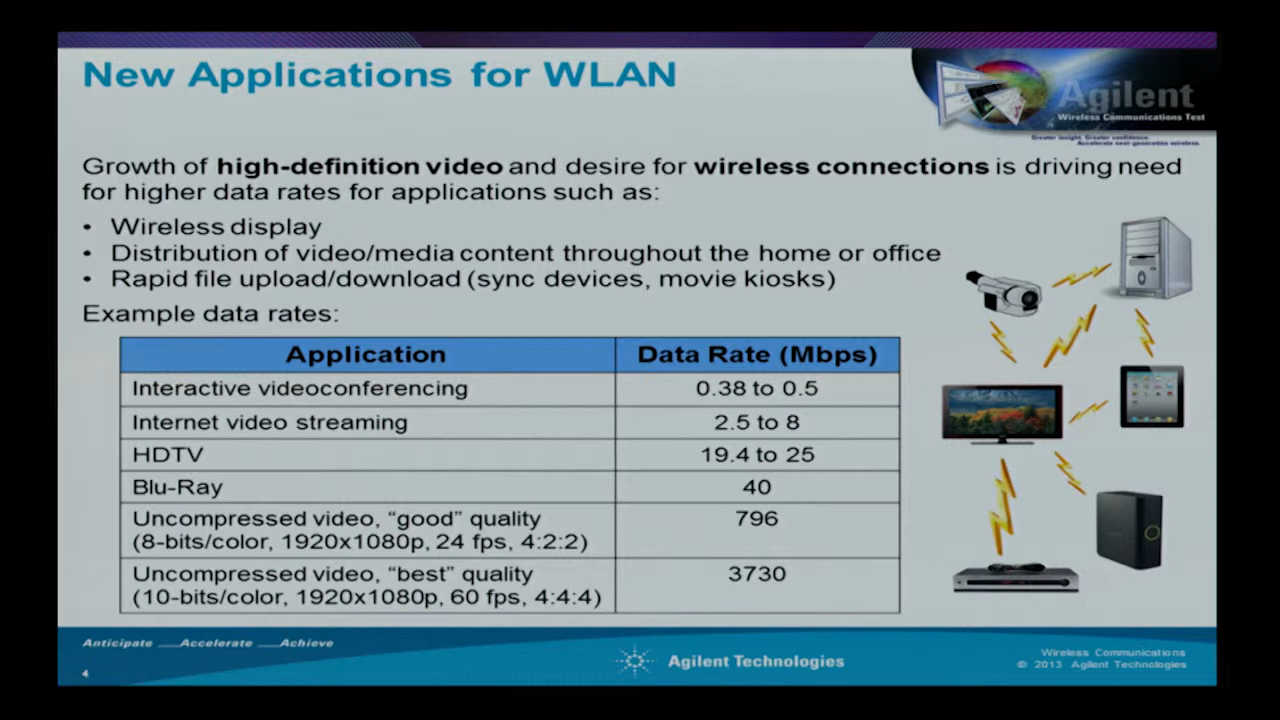 New Applications for WLAN
Agilent
Wireless Communications Test
Greater insight. Greater confidence.
Accelerate next-generation wireless.
Growth of high-definition video and desire for wireless connections is driving need
for higher data rates for applications such as:
• Wireless display
• Distribution of video/media content throughout the home or office
• Rapid file upload/download (sync devices, movie kiosks)
Example data rates:
Application Data Rate (Mbps)
Interactive videoconferencing 0.38 to 0.5
Internet video streaming 2.5 to 8
HDTV 19.4 to 25
Blu-Ray 40
Uncompressed video, “good” quality 796
(8-bits/color, 1920x1080p, 24 fps, 4:2:2)
Uncompressed video, “best” quality 3730
(10-bits/color, 1920x1080p, 60 fps, 4:4:4)
Anticipate __Accelerate __Achieve
Wireless Communications
Agilent Technologies
© 2013 Agilent Technologies
4